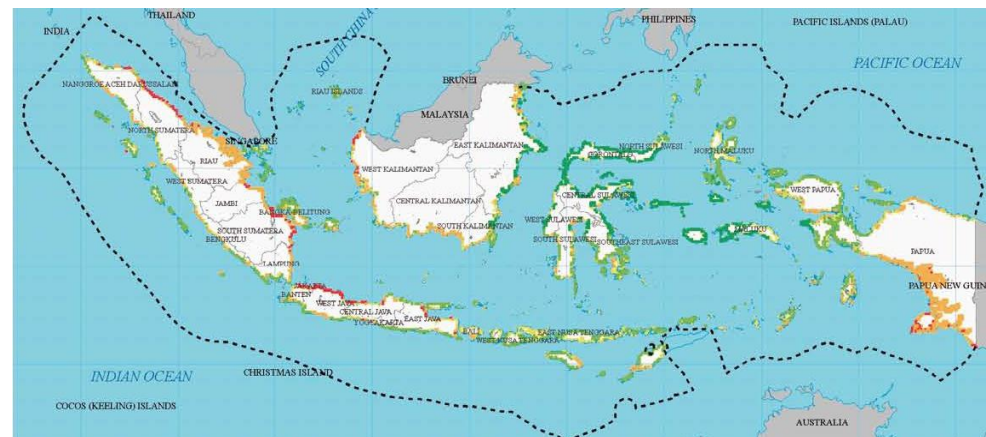 THAILAND
PHILIPPINES
PACIFIC ISLANDS (PALAU)
INDIA
SOUTH CHINA
PACIFIC OCEAN
BRUNEI
NANGGROE ACEH DARUSSALAM
RIAU ISLANDS
MALAYSIA
NORTH SUMATERA
SINGAPORE
EAST KALIMANTAN
NORTH SULAWESI
GORONTALO
NORTH MALUKU
RIAU
WEST KALIMANTAN
WEST SUMATERA
CENTRAL SULAWESI
WEST PAPUA
JAMBI
CENTRAL KALIMANTAN
BANGKA BELITUNG
WEST SULAWESI
SOUTH KALIMANTAN
SOUTH SUMATERA
MALUKU
BENGKULU
SOUTH SULAWESI
SOUTHEAST SULAWESI
PAPUA
LAMPUNG
JAKARTA
PAPUA NEW GUIN
BANTEN
WEST JAVA
CENTRAL JAVA
EAST JAVA
YOGYAKARTA
BALI
EAST NUSA TENGGARA
WEST NUSA TENGGARA
INDIAN OCEAN
CHRISTMAS ISLAND
COCOS (KEELING) ISLANDS
AUSTRALIA